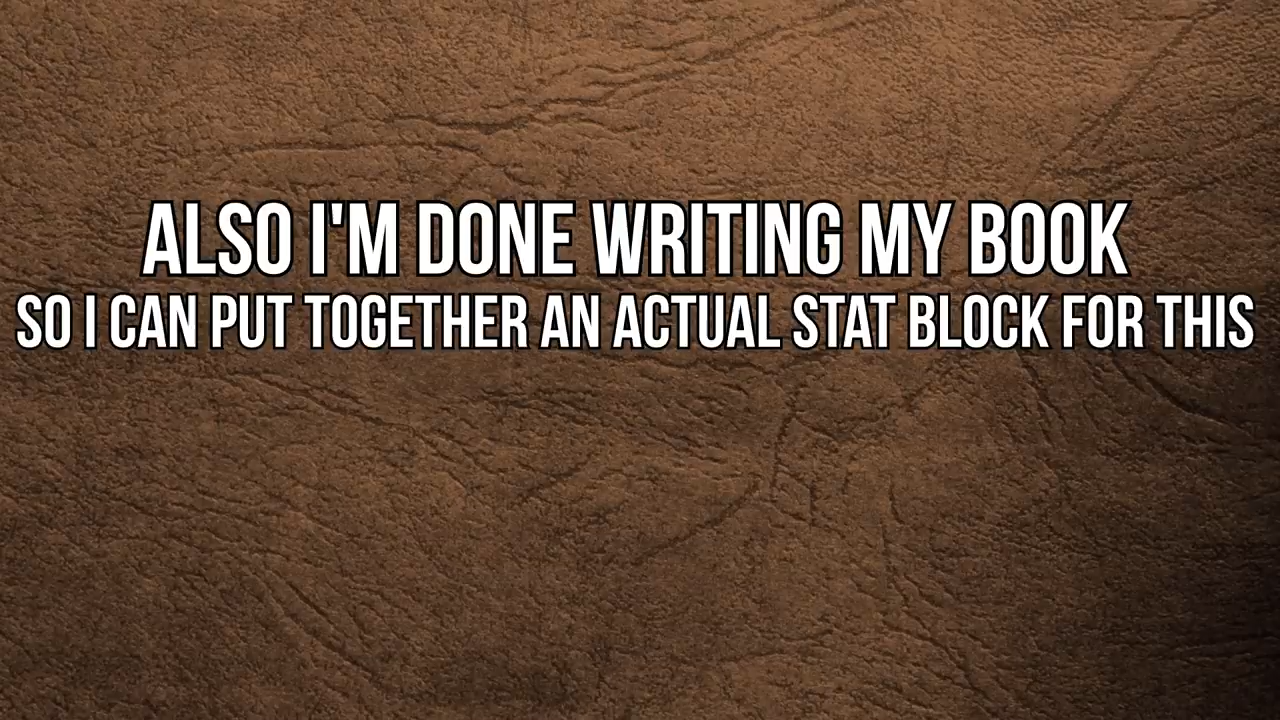 ALSO I'M DONE WRITING MY BOOK
SO I CAN PUT TOGETHER AN ACTUAL STAT BLOCK FOR THIS